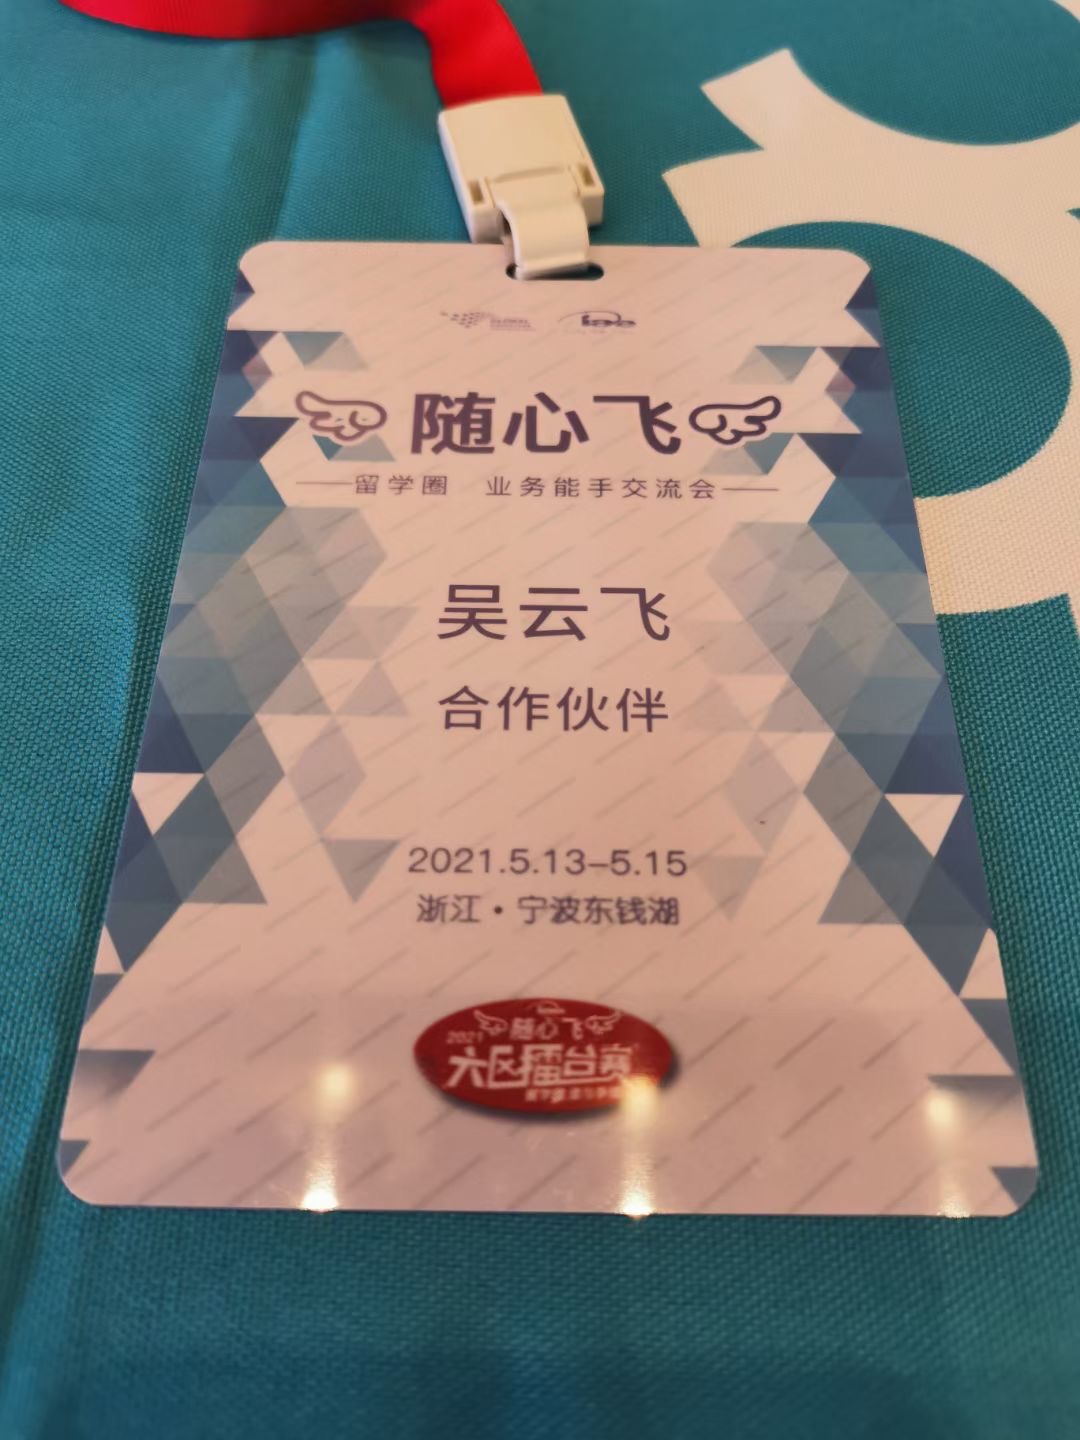 随心飞
留学圈 业务能手交流会
吴云飞
合作伙伴
2021.5.13-5.15
浙江·宁波东钱湖
随心飞
2021
六区擂台赛